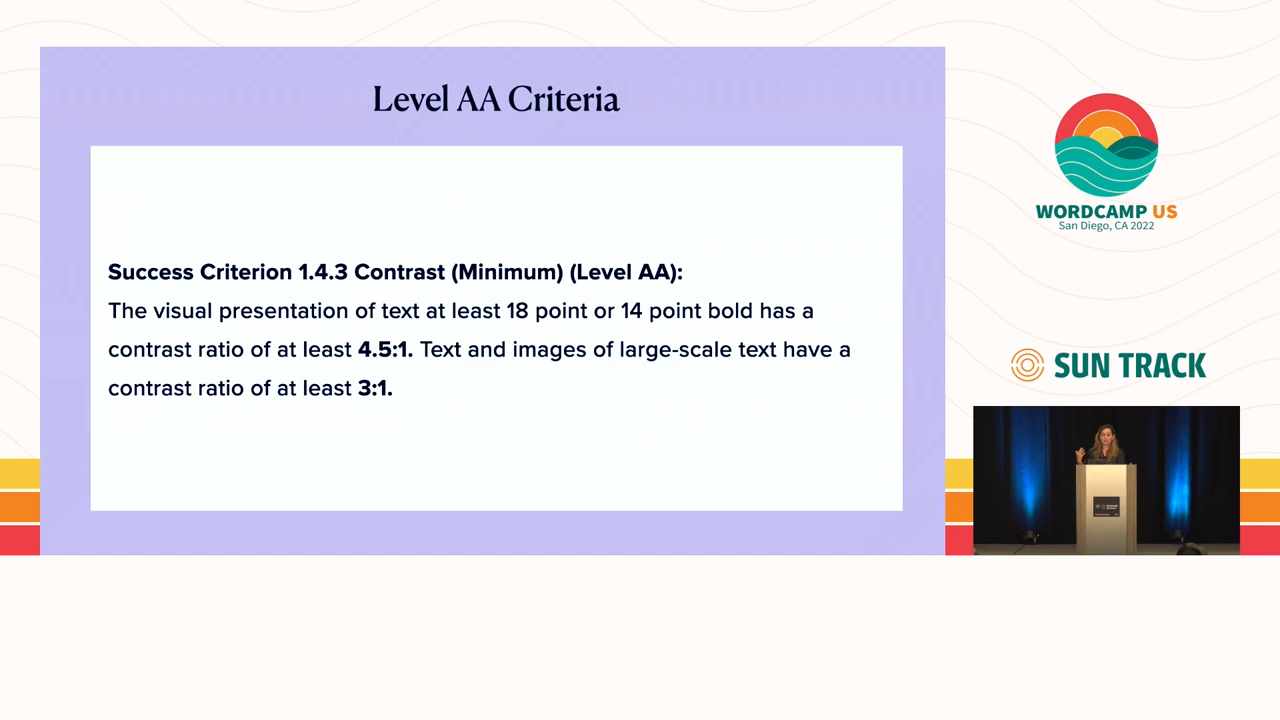 Level AA Criteria
Success Criterion 1.4.3 Contrast (Minimum) (Level AA):
The visual presentation of text at least 18 point or 14 point bold has a
contrast ratio of at least 4.5:1. Text and images of large-scale text have a
contrast ratio of at least 3:1.
WORDCAMP US
San Diego, CA 2022
SUN TRACK